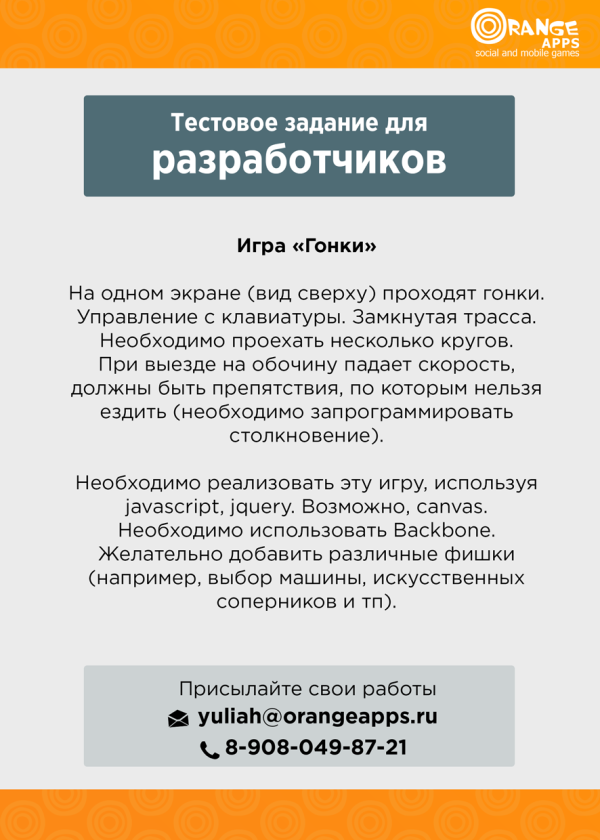 ORANGE
APPS
social and mobile games
Тестовое задание для
разработчиков
Игра «Гонки»
На одном экране (вид сверху) проходят гонки.
Управление с клавиатуры. Замкнутая трасса.
Необходимо проехать несколько кругов.
При выезде на обочину падает скорость,
должны быть препятствия, по которым нельзя
ездить (необходимо запрограммировать
столкновение).
Необходимо реализовать эту игру, используя
javascript, jquery. Возможно, canvas.
Необходимо использовать Backbone.
Желательно добавить различные фишки
(например, выбор машины, искусственных
соперников и тп).
Присылайте свои работы
yuliah@orangeapps.ru
8-908-049-87-21